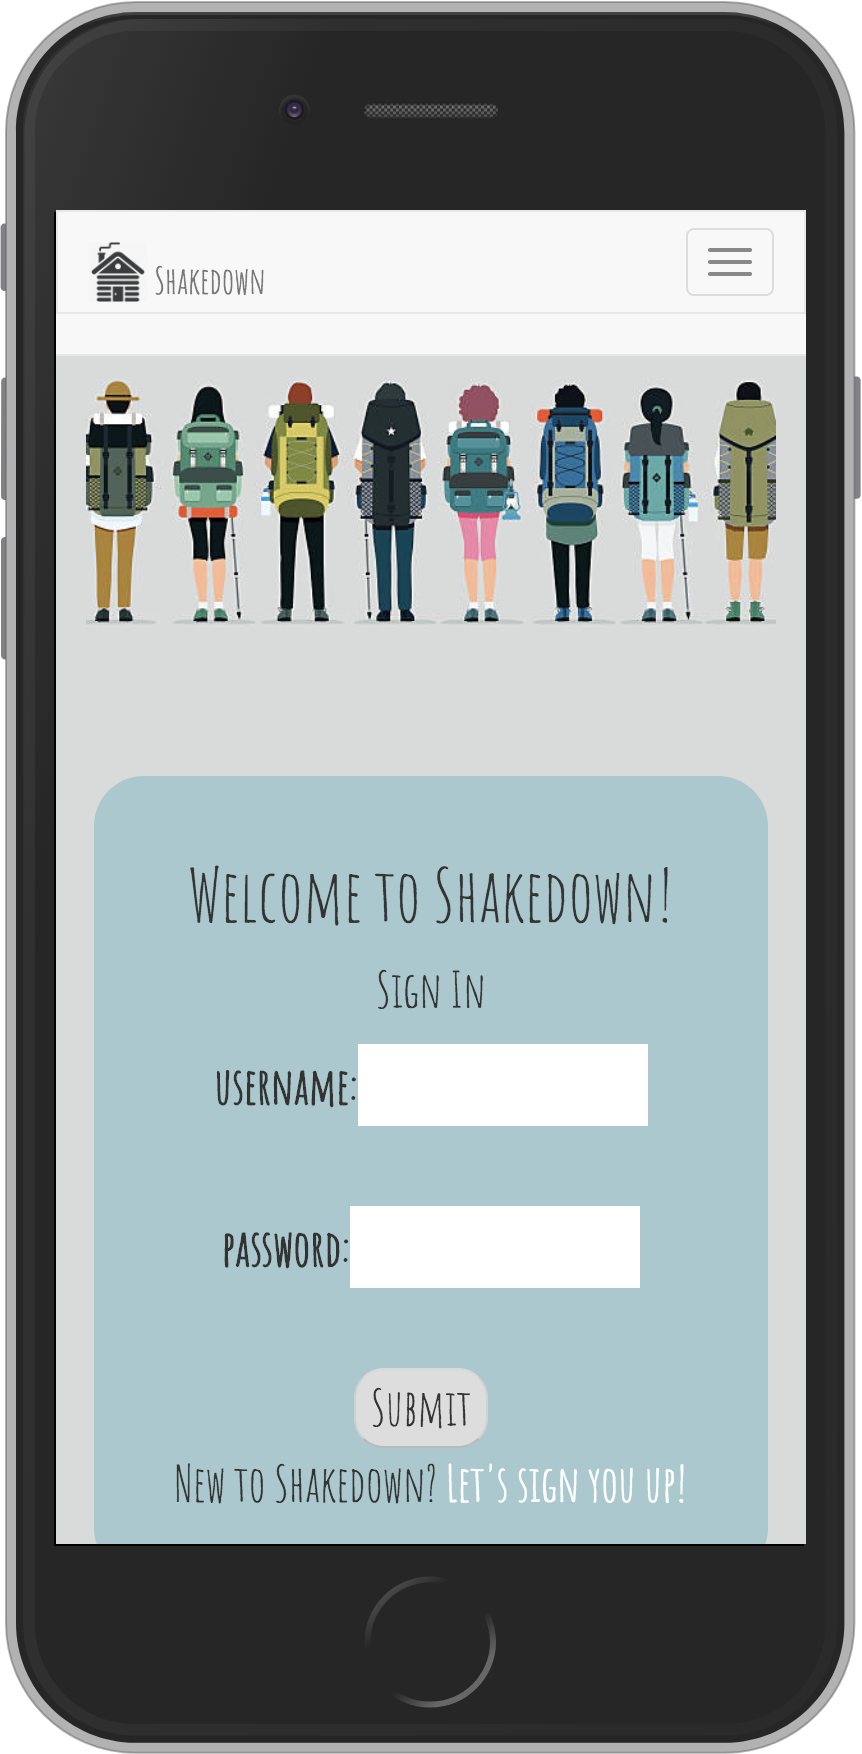 Shakedown
Welcome to Shakedown!
Sign In
username:
password:
Submit
New to Shakedown? Let's sign you up!